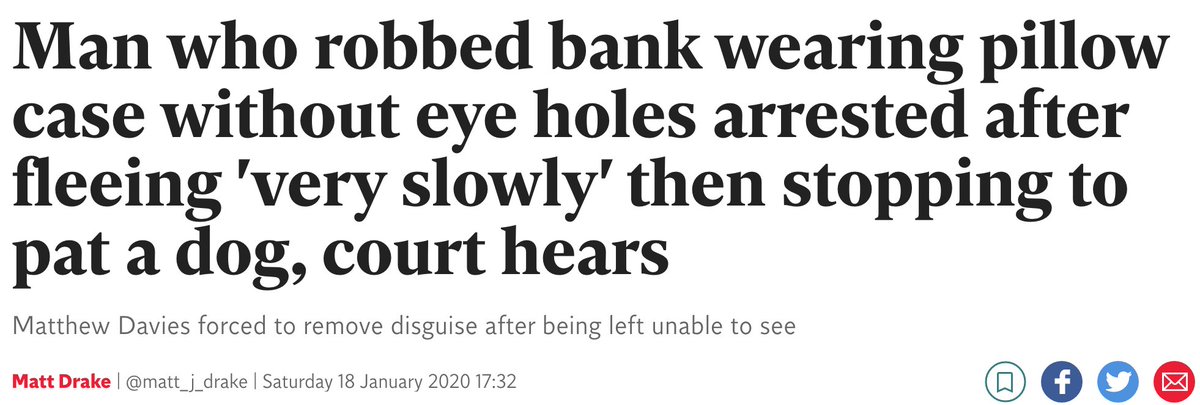 Man who robbed bank wearing pillow
case without eye holes arrested after
fleeing 'very slowly' then stopping to
pat a dog, court hears
Matthew Davies forced to remove disguise after being left unable to see
Matt Drake | @matt_j_drake | Saturday 18 January 2020 17:32